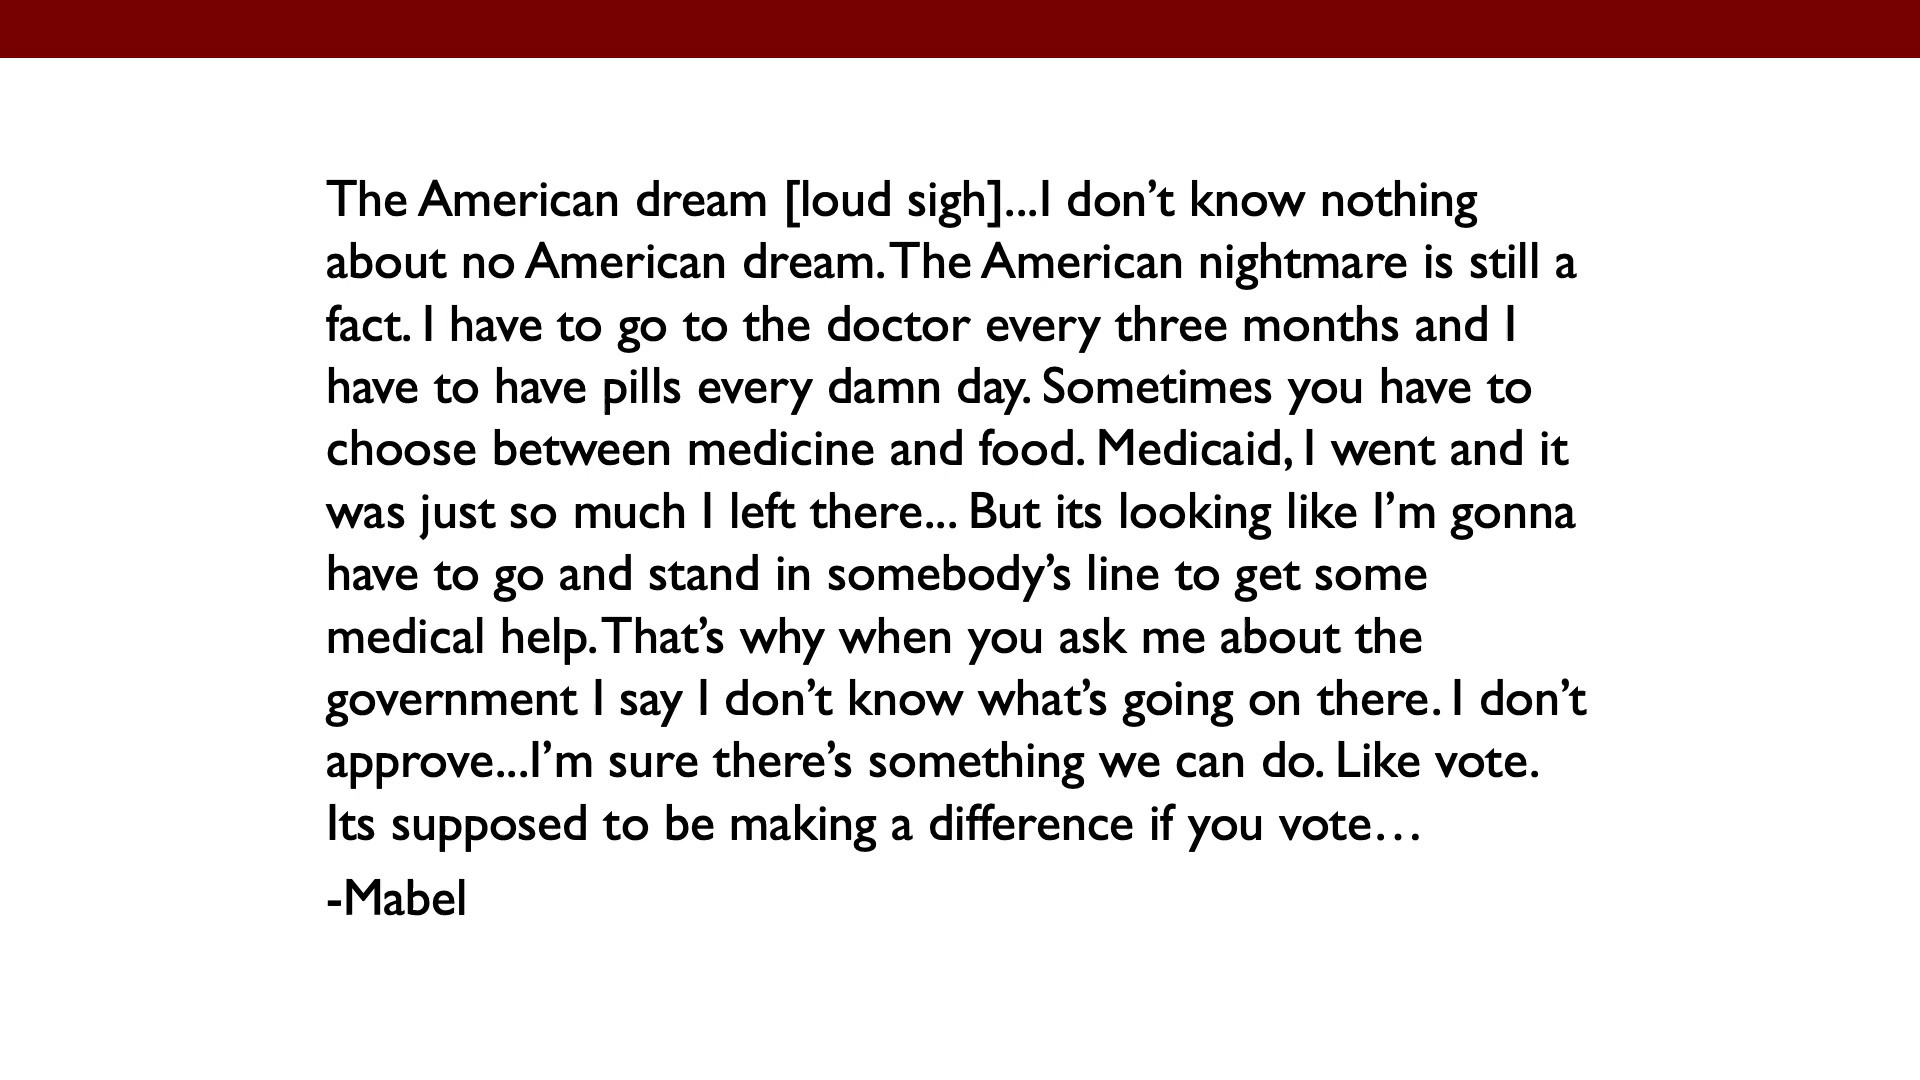 The American dream [loud sigh]...I don’t know nothing
about no American dream. The American nightmare is still a
fact. I have to go to the doctor every three months and I
have to have pills every damn day. Sometimes you have to
choose between medicine and food. Medicaid, I went and it
was just so much I left there... But its looking like I’m gonna
have to go and stand in somebody’s line to get some
medical help. That’s why when you ask me about the
government I say I don’t know what’s going on there. I don’t
approve...I’m sure there’s something we can do. Like vote.
Its supposed to be making a difference if you vote…
-Mabel